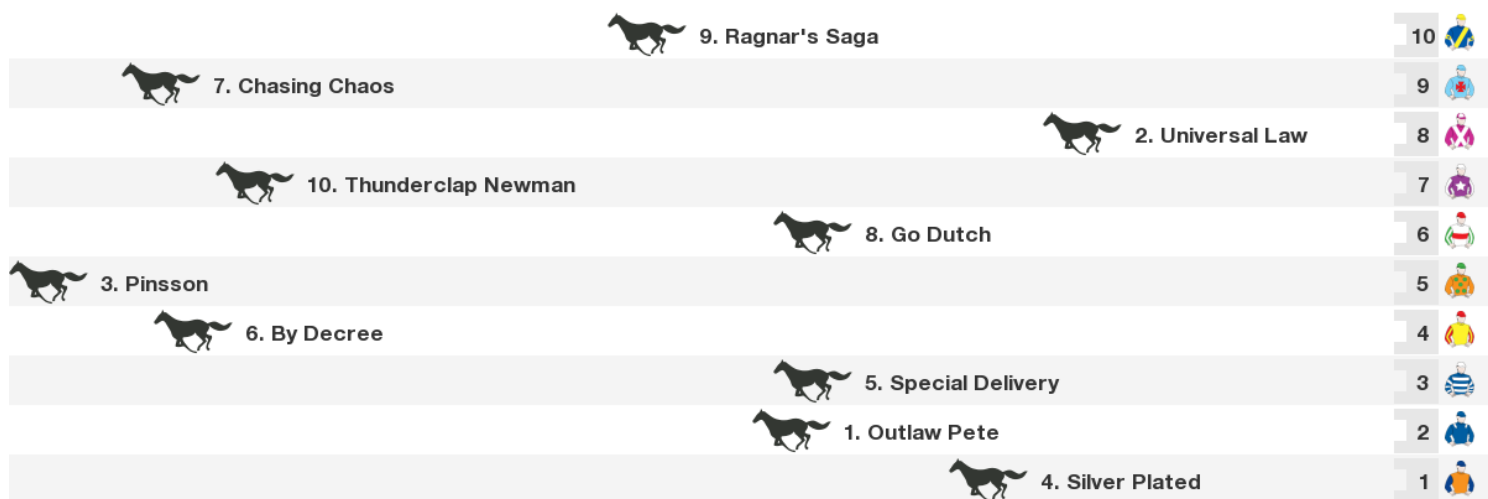 9. Ragnar's Saga 10
7. Chasing Chaos 9
2. Universal Law 8
10. Thunderclap Newman 7
8. Go Dutch 6
3. Pinsson 5
6. By Decree 4
5. Special Delivery 3
1. Outlaw Pete 2
4. Silver Plated 1